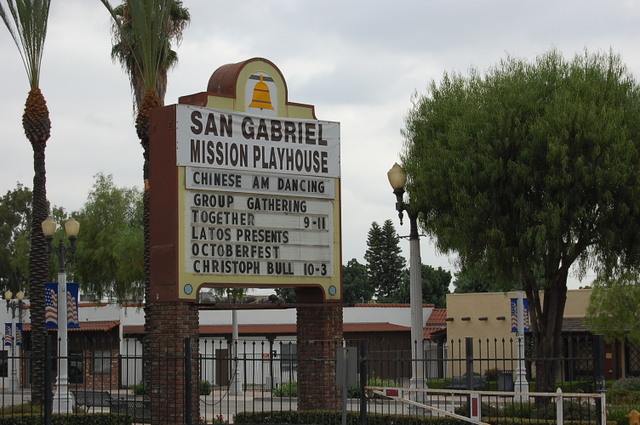 SAN GABRIEL
MISSION PLAYHOUSE
CHINESE AM DANCING
GROUP GATHERING
TOGETHER 9-11
LATOS PRESENTS
OCTOBERFEST
CHRISTOPH BULL 10-3